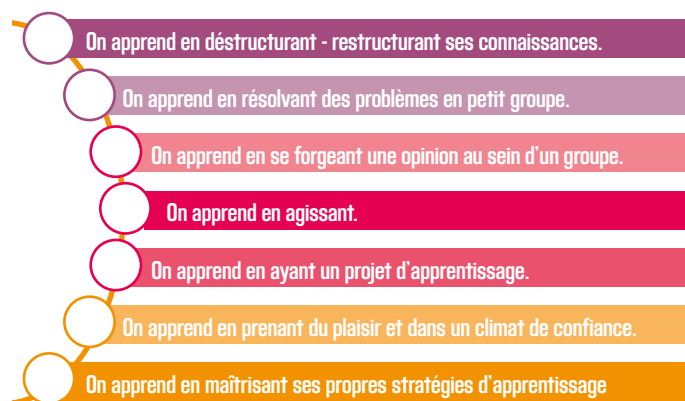 On apprend en déstructurant - restructurant ses connaissances.
On apprend en résolvant des problèmes en petit groupe.
On apprend en se forgeant une opinion au sein d'un groupe.
On apprend en agissant.
On apprend en ayant un projet d'apprentissage.
On apprend en prenant du plaisir et dans un climat de confiance.
On apprend en maîtrisant ses propres stratégies d'apprentissage